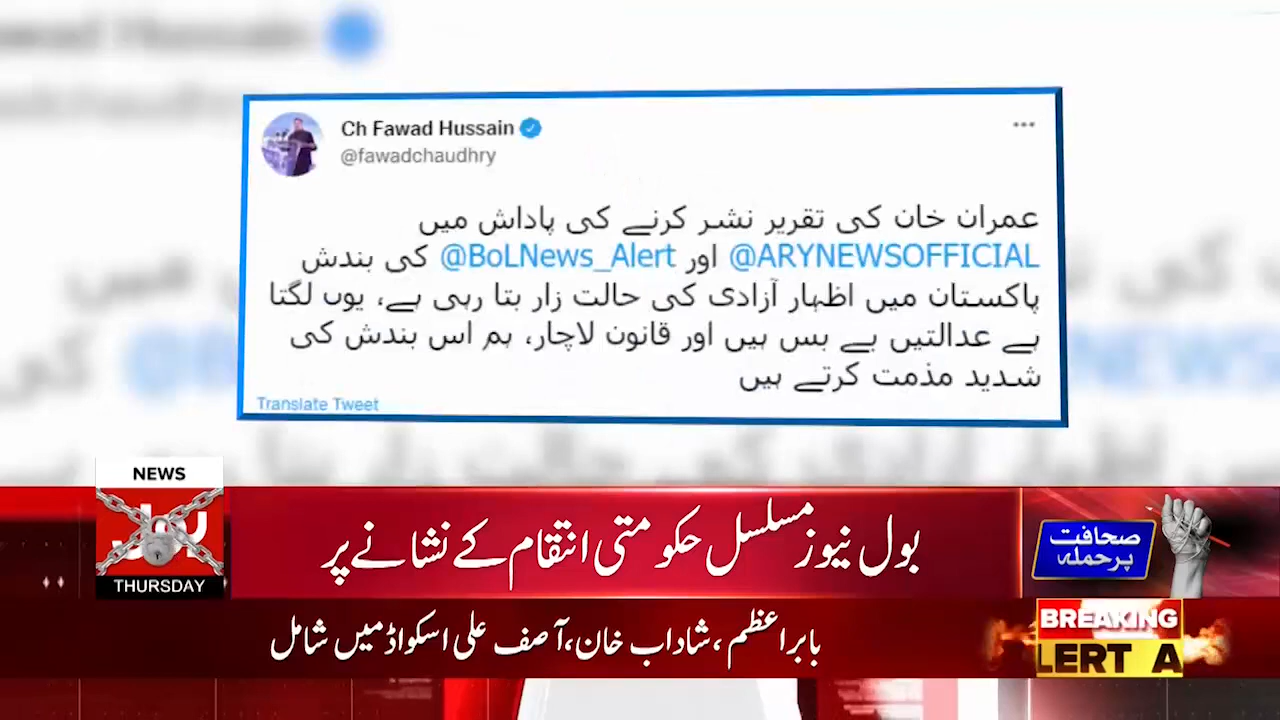 Ch Fawad Hussain
@fawadchaudhry
عمران خان کی تقریر نشر کرنے کی پاداش میں
@ARYNEWSOFFICIAL اور @BoLNews_Alert کی بندش
پاکستان میں اظہار آزادی کی حالت زار بتا رہی ہے، یوں لگتا
ہے عدالتیں بے بس ہیں اور قانون لاچار، ہم اس بندش کی
شدید مذمت کرتے ہیں
Translate Tweet
NEWS
THURSDAY
بول نیوز مسلسل حکومتی انتقام کے نشانے پر
صحافت
پر حملہ
بابراعظم ،شاداب خان،آصف علی اسکواڈ میں شامل
BREAKING
LERT A